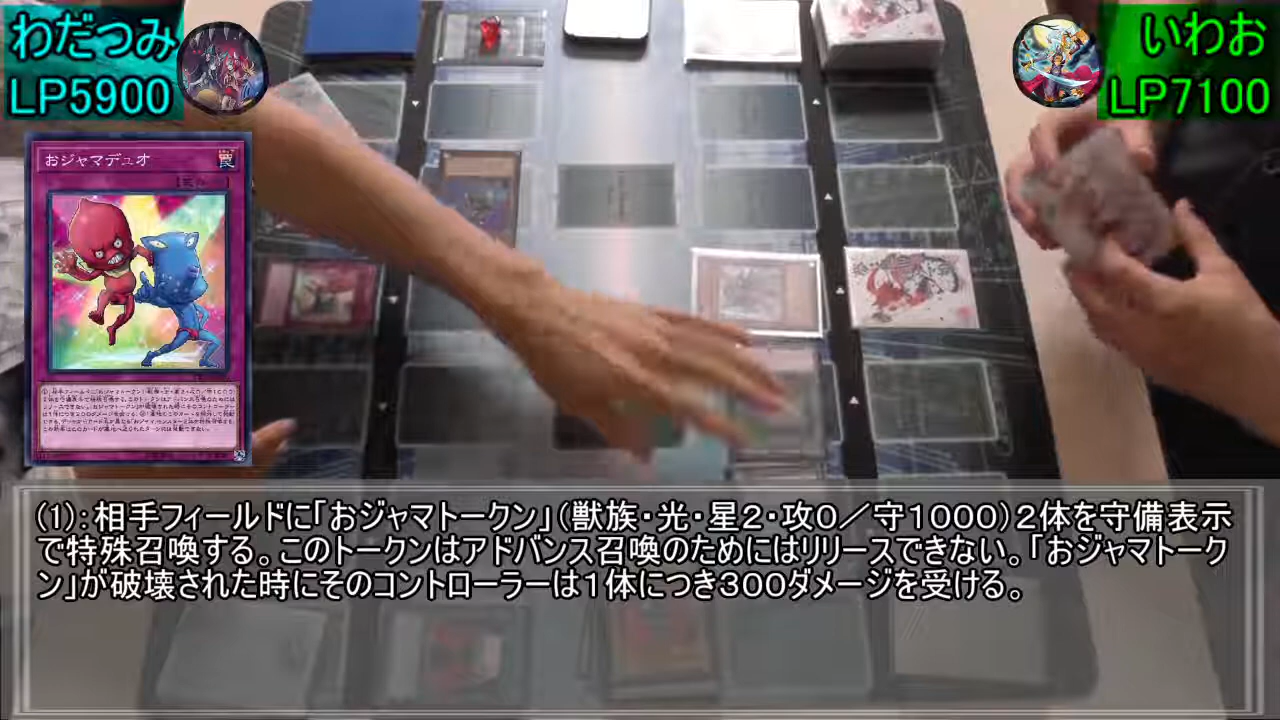 わだつみ
LP5900
いわお
LP7100
おジャマデュオ
罠
(1):相手フィールドに「おジャマトークン」(獣族・光・星2・攻0/守1000)2体を守備表示
で特殊召喚する。このトークンはアドバンス召喚のためにはリリースできない。「おジャマトーク
ン」が破壊された時にそのコントローラーは1体につき300ダメージを受ける。